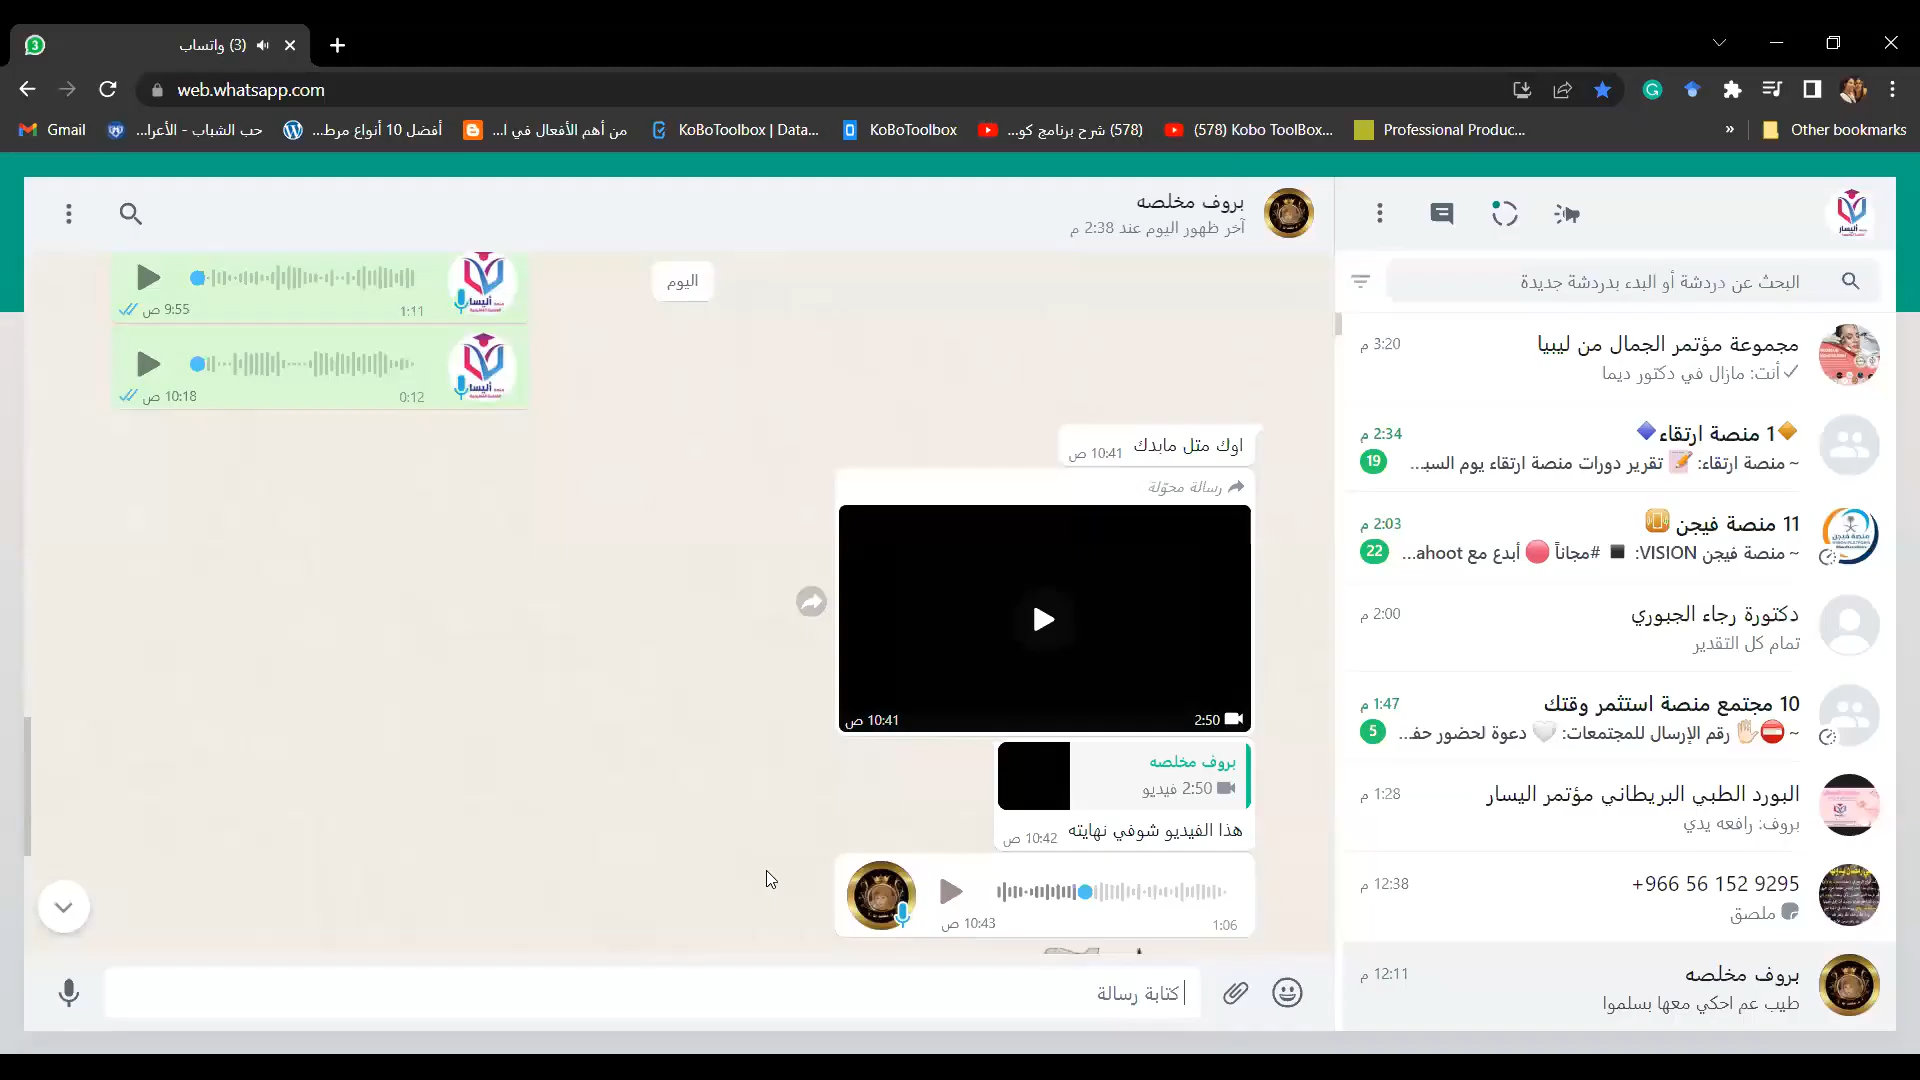 (3) واتساب
web.whatsapp.com
Gmail
حب الشباب - الأعرا...
أفضل 10 أنواع مرط...
من أهم الأفعال في ا...
KoBoToolbox | Data...
KoBoToolbox
(578) شرح برنامج كو...
(578) Kobo ToolBox...
Professional Produc...
»
Other bookmarks
بروف مخلصه
آخر ظهور اليوم عند 2:38 م
اليوم
1:11
9:55 ص
0:12
10:18 ص
اوك متل مابدك
10:41 ص
رسالة محوّلة
2:50
10:41 ص
بروف مخلصه
2:50 فيديو
هذا الفيديو شوفي نهايته
10:42 ص
10:43 ص
1:06
كتابة رسالة
البحث عن دردشة أو البدء بدردشة جديدة
مجموعة مؤتمر الجمال من ليبيا
3:20 م
أنت: مازال في دكتور ديما
🔶1 منصة ارتقاء🔷
2:34 م
~ منصة ارتقاء: 📝 تقرير دورات منصة ارتقاء يوم السب...
19
11 منصة فيجن
2:03 م
~ منصة فيجن VISION: ◾ #مجاناً 🔴 أبدع مع ahoot...
22
دكتورة رجاء الجبوري
2:00 م
تمام كل التقدير
10 مجتمع منصة استثمر وقتك
1:47 م
~ ⛔✋🏻 رقم الإرسال للمجتمعات: 🤍 دعوة لحضور حفـ...
5
البورد الطبي البريطاني مؤتمر اليسار
1:28 م
بروف: رافعه يدي
+966 56 152 9295
12:38 م
ملصق
بروف مخلصه
12:11 م
طيب عم احكي معها بسلموا